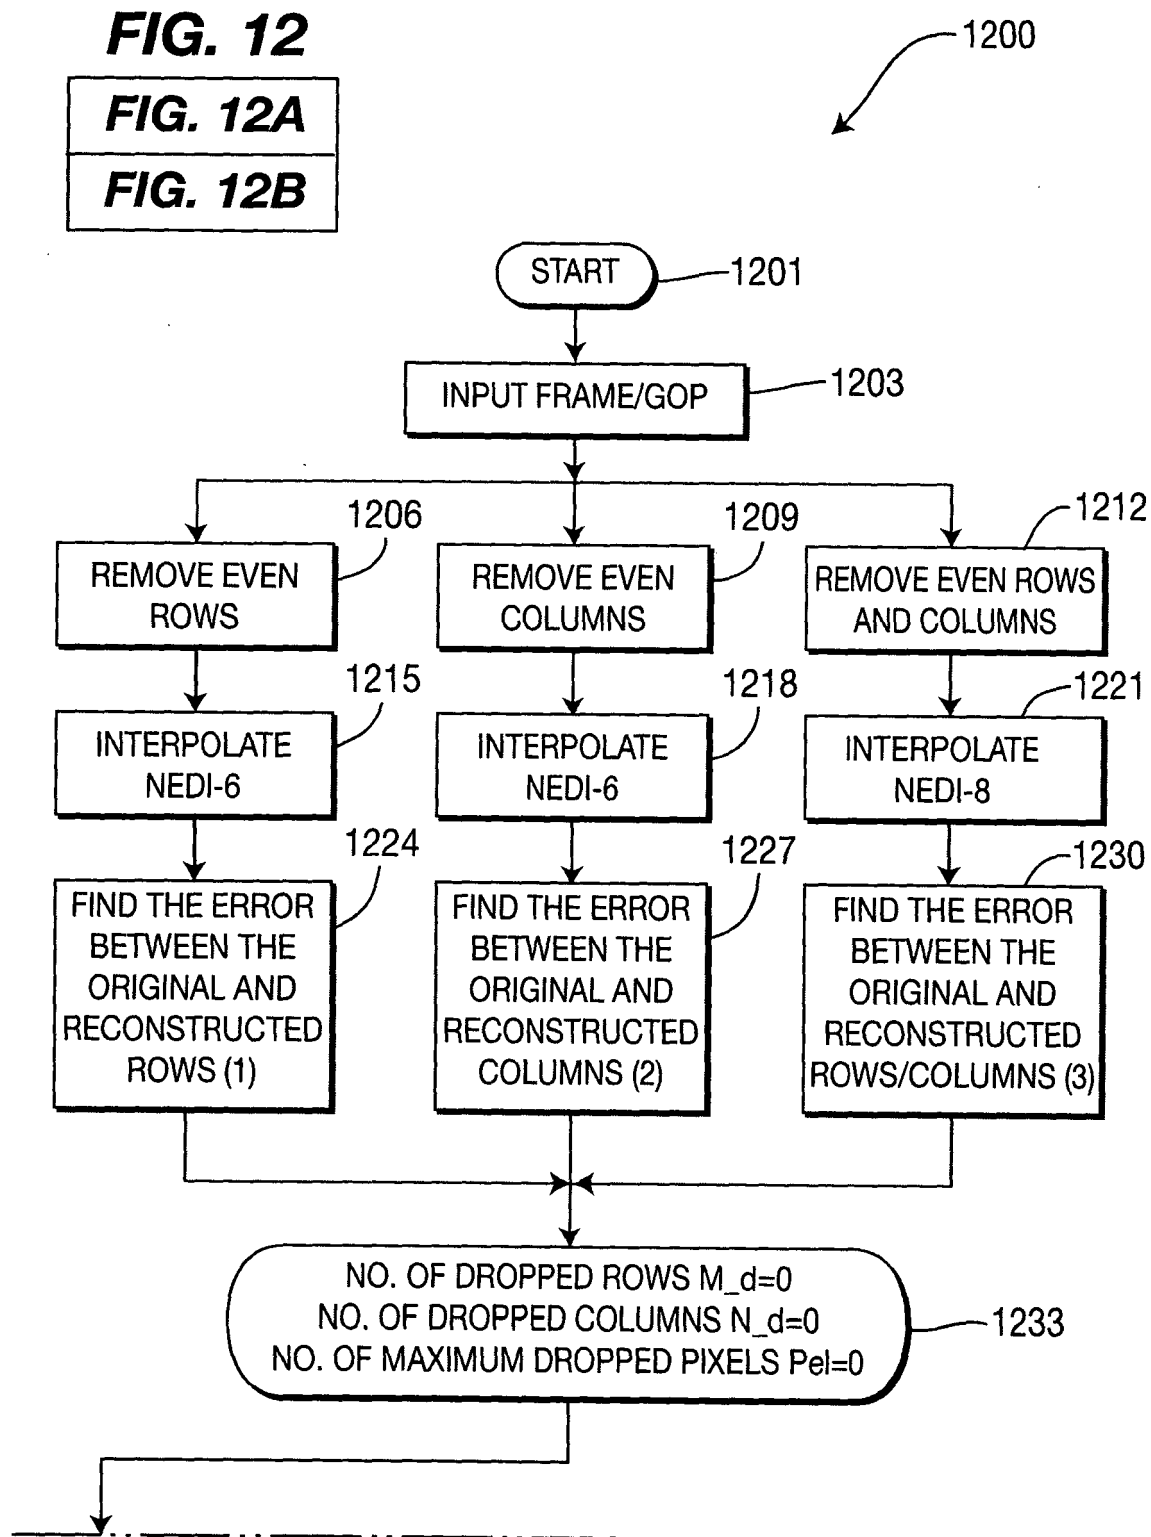 FIG. 12
FIG. 12A
FIG. 12B
1200
START
1201
INPUT FRAME/GOP
1203
REMOVE EVEN
ROWS
1206
REMOVE EVEN
COLUMNS
1209
REMOVE EVEN ROWS
AND COLUMNS
1212
INTERPOLATE
NEDI-6
1215
INTERPOLATE
NEDI-6
1218
INTERPOLATE
NEDI-8
1221
FIND THE ERROR
BETWEEN THE
ORIGINAL AND
RECONSTRUCTED
ROWS (1)
1224
FIND THE ERROR
BETWEEN THE
ORIGINAL AND
RECONSTRUCTED
COLUMNS (2)
1227
FIND THE ERROR
BETWEEN THE
ORIGINAL AND
RECONSTRUCTED
ROWS/COLUMNS (3)
1230
NO. OF DROPPED ROWS M_d=0
NO. OF DROPPED COLUMNS N_d=0
NO. OF MAXIMUM DROPPED PIXELS Pel=0
1233